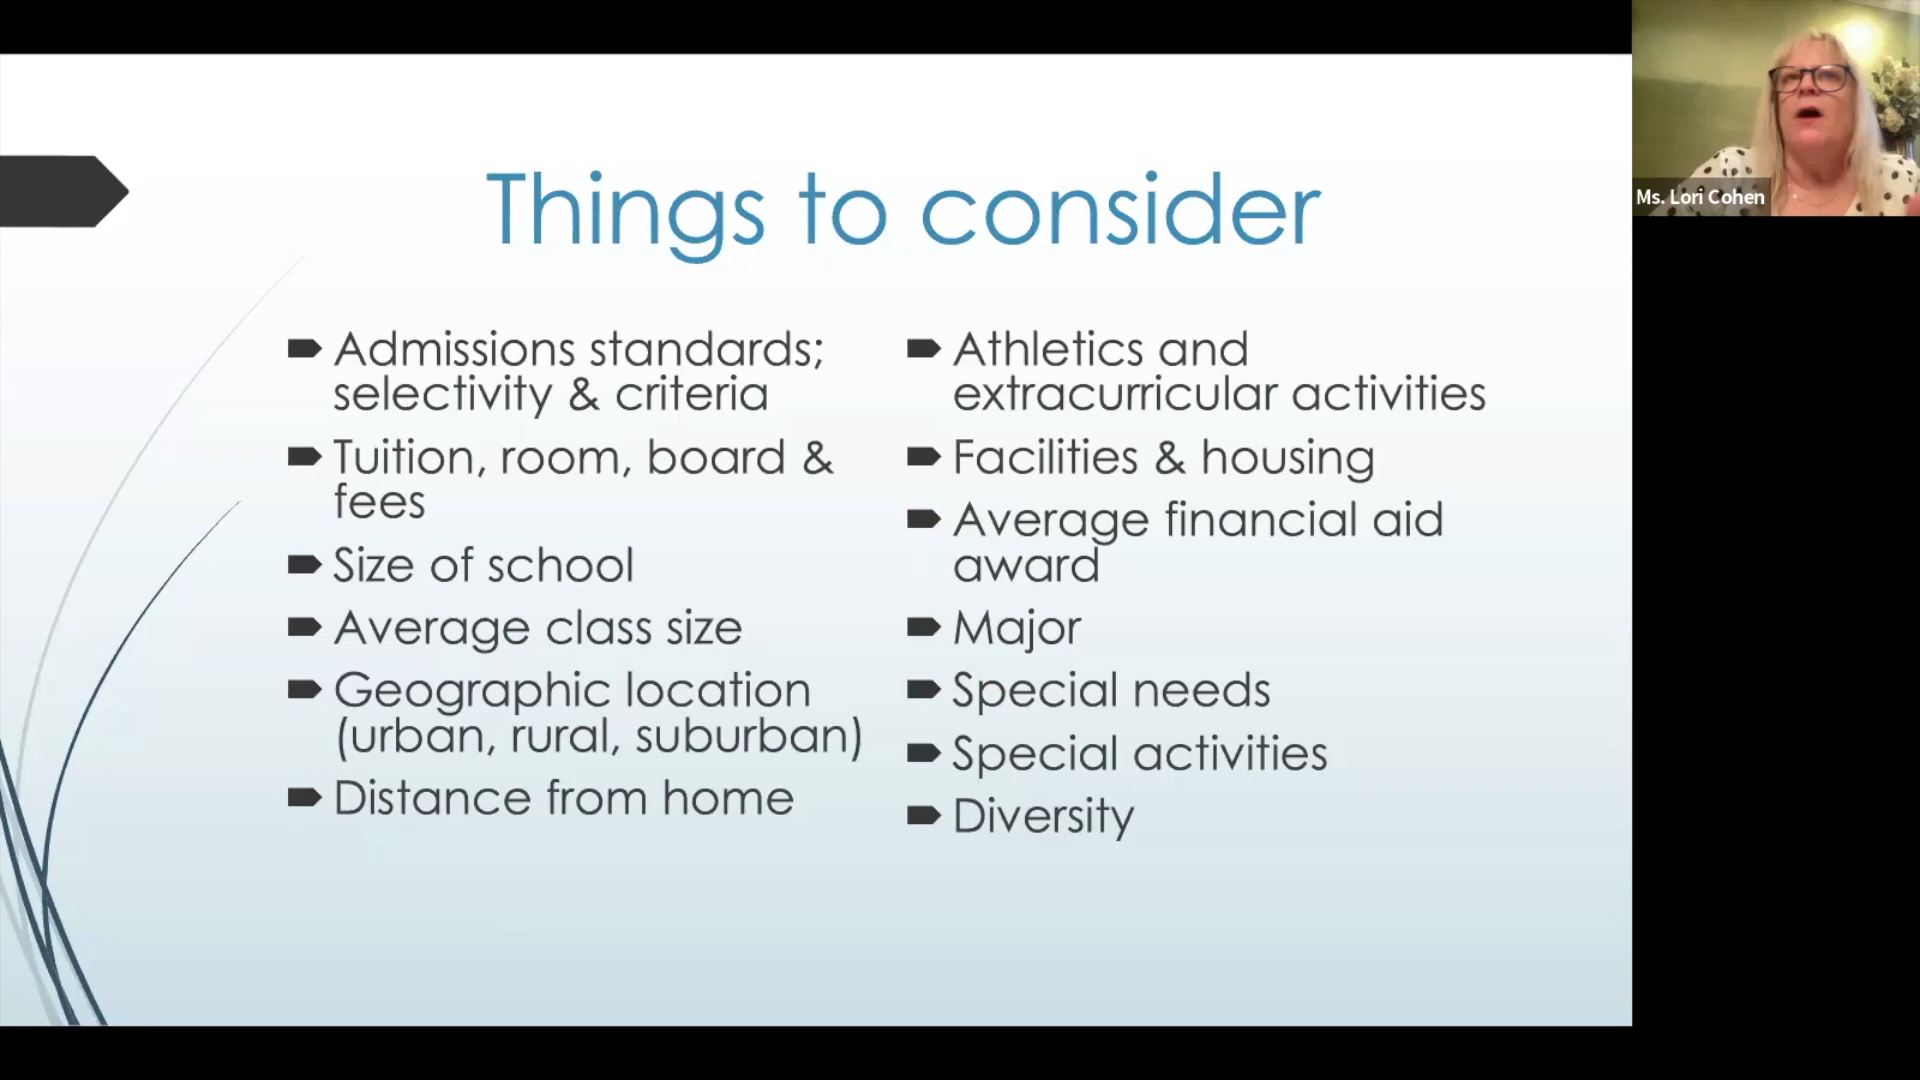 Things to consider
Admissions standards;
selectivity & criteria
Tuition, room, board &
fees
Size of school
Average class size
Geographic location
(urban, rural, suburban)
Distance from home
Athletics and
extracurricular activities
Facilities & housing
Average financial aid
award
Major
Special needs
Special activities
Diversity
Ms. Lori Cohen